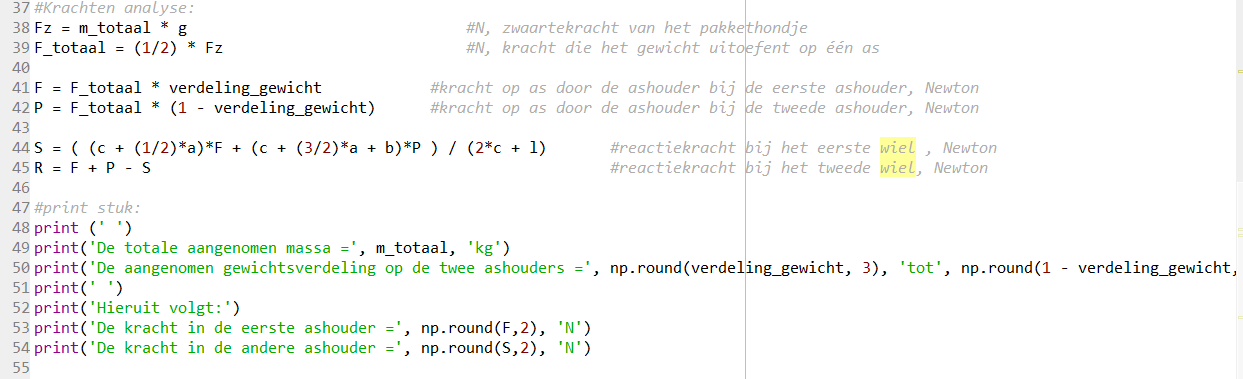 37 #Krachten analyse:
38 Fz = m_totaal * g #N, zwaartekracht van het pakkethondje
39 F_totaal = (1/2) * Fz #N, kracht die het gewicht uitoefent op één as
40
41 F = F_totaal * verdeling_gewicht #kracht op as door de ashouder bij de eerste ashouder, Newton
42 P = F_totaal * (1 - verdeling_gewicht) #kracht op as door de ashouder bij de tweede ashouder, Newton
43
44 S = ( (c + (1/2)*a)*F + (c + (3/2)*a + b)*P ) / (2*c + l) #reactiekracht bij het eerste wiel , Newton
45 R = F + P - S #reactiekracht bij het tweede wiel, Newton
46
47 #print stuk:
48 print (' ')
49 print('De totale aangenomen massa =', m_totaal, 'kg')
50 print('De aangenomen gewichtsverdeling op de twee ashouders =', np.round(verdeling_gewicht, 3), 'tot', np.round(1 - verdeling_gewicht,
51 print(' ')
52 print('Hieruit volgt:')
53 print('De kracht in de eerste ashouder =', np.round(F,2), 'N')
54 print('De kracht in de andere ashouder =', np.round(S,2), 'N')
55